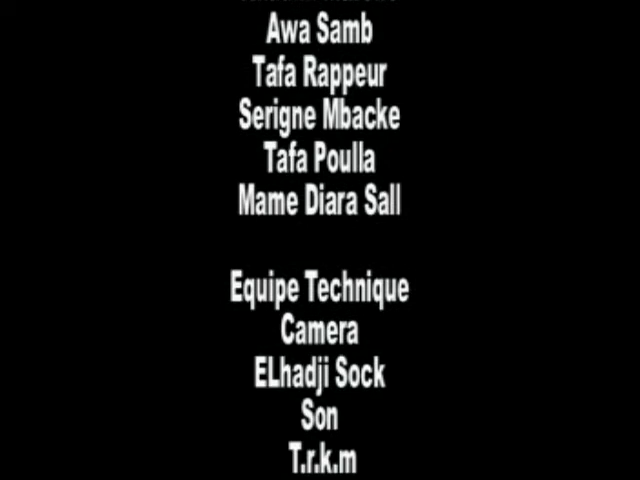 Awa Samb
Tafa Rappeur
Serigne Mbacke
Tafa Poulla
Mame Diara Sall
Equipe Technique
Camera
ELhadji Sock
Son
T.r.k.m